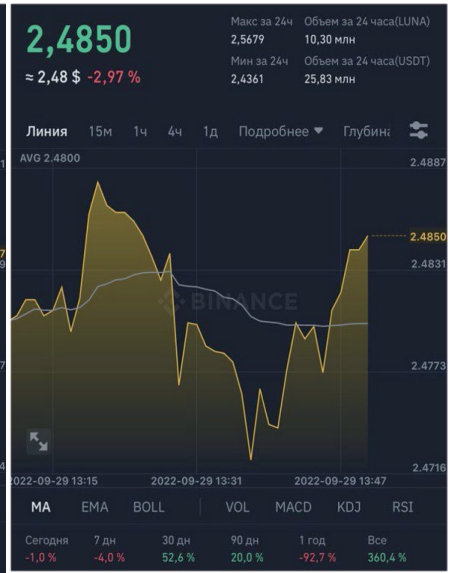 2,4850
≈ 2,48 $ -2,97 %
Макс за 24ч Объем за 24 часа(LUNA)
2,5679 10,30 млн
Мин за 24ч Объем за 24 часа(USDT)
2,4361 25,83 млн
Линия 15м 1ч 4ч 1д Подробнее Глубина
AVG 2.4800
2.4887
2.4850
2.4831
BINANCE
2.4773
2.4716
2022-09-29 13:15 2022-09-29 13:31 2022-09-29 13:47
MA EMA BOLL VOL MACD KDJ RSI
Сегодня 7 дн 30 дн 90 дн 1 год Все
-1,0 % -4,0 % 52,6 % 20,0 % -92,7 % 360,4 %